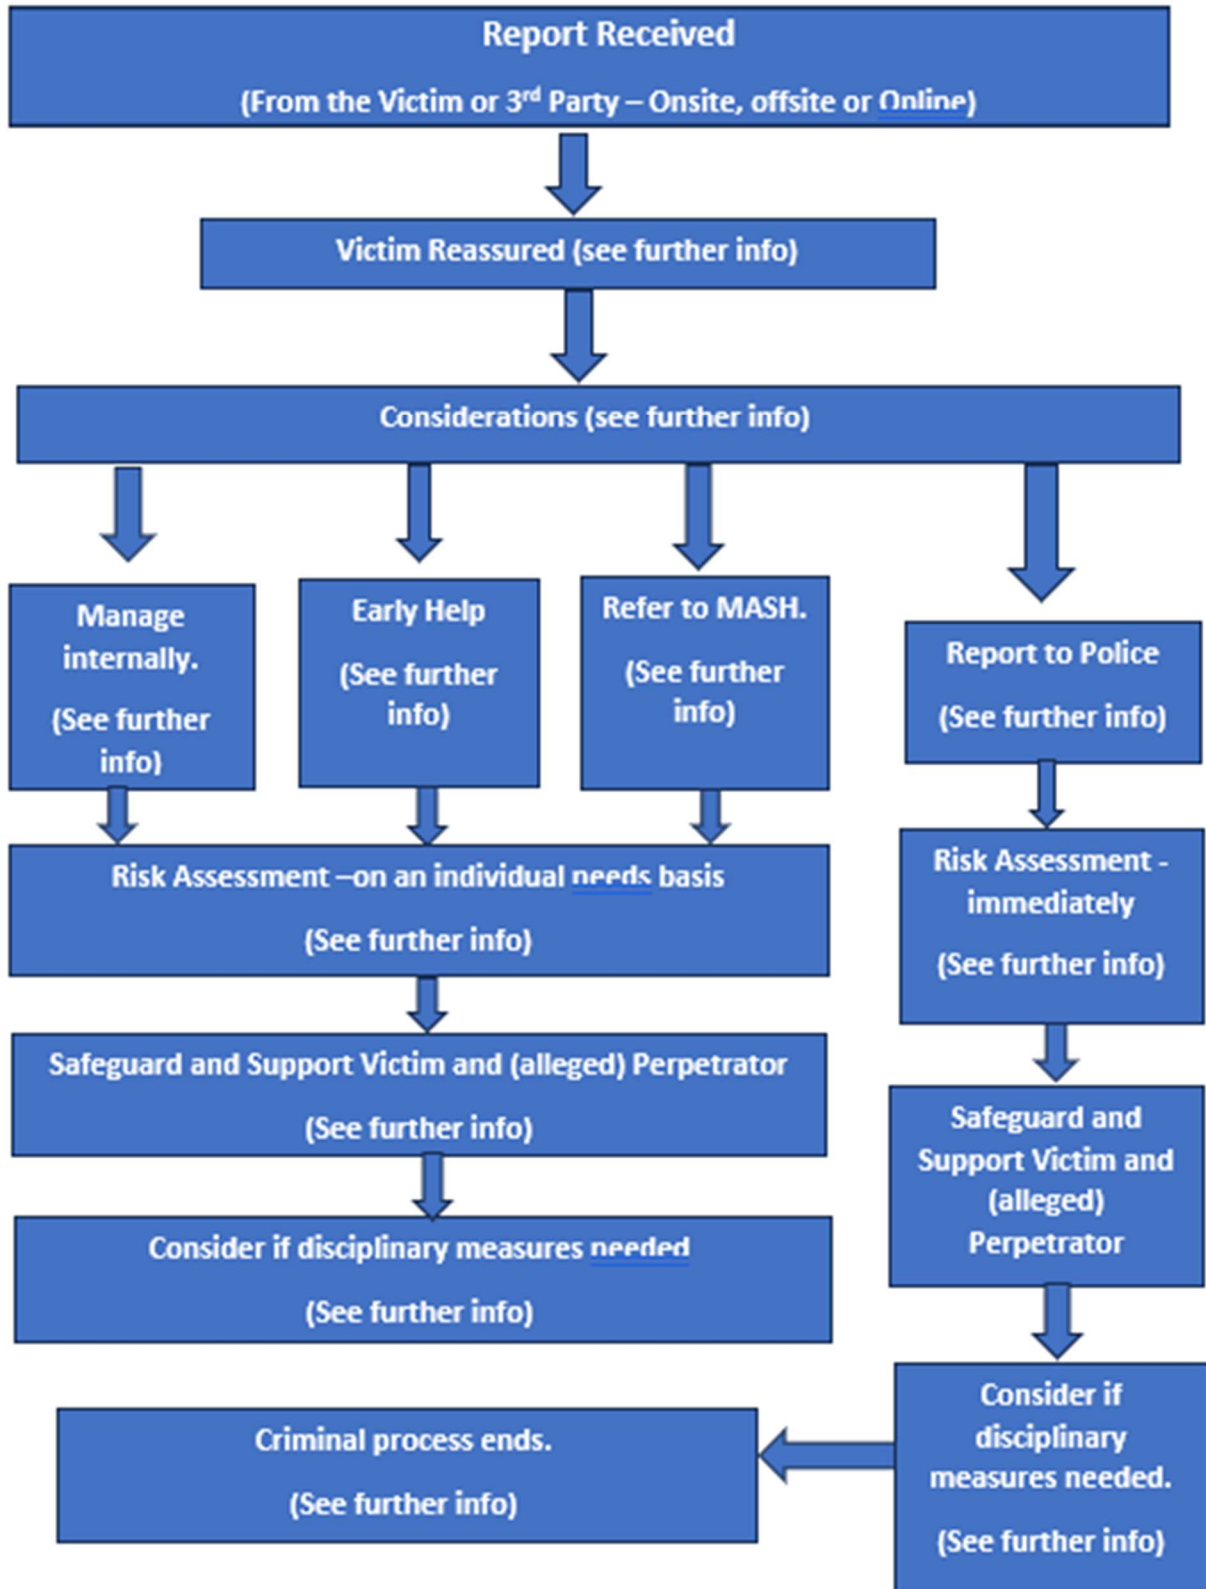 Report Received
(From the Victim or 3rd Party – Onsite, offsite or Online)
Victim Reassured (see further info)
Considerations (see further info)
Manage
internally.
(See further
info)
Early Help
(See further
info)
Refer to MASH.
(See further
info)
Report to Police
(See further info)
Risk Assessment –on an individual needs basis
(See further info)
Risk Assessment -
immediately
(See further info)
Safeguard and Support Victim and (alleged) Perpetrator
(See further info)
Safeguard and
Support Victim and
(alleged)
Perpetrator
Consider if disciplinary measures needed
(See further info)
Consider if
disciplinary
measures needed.
(See further info)
Criminal process ends.
(See further info)